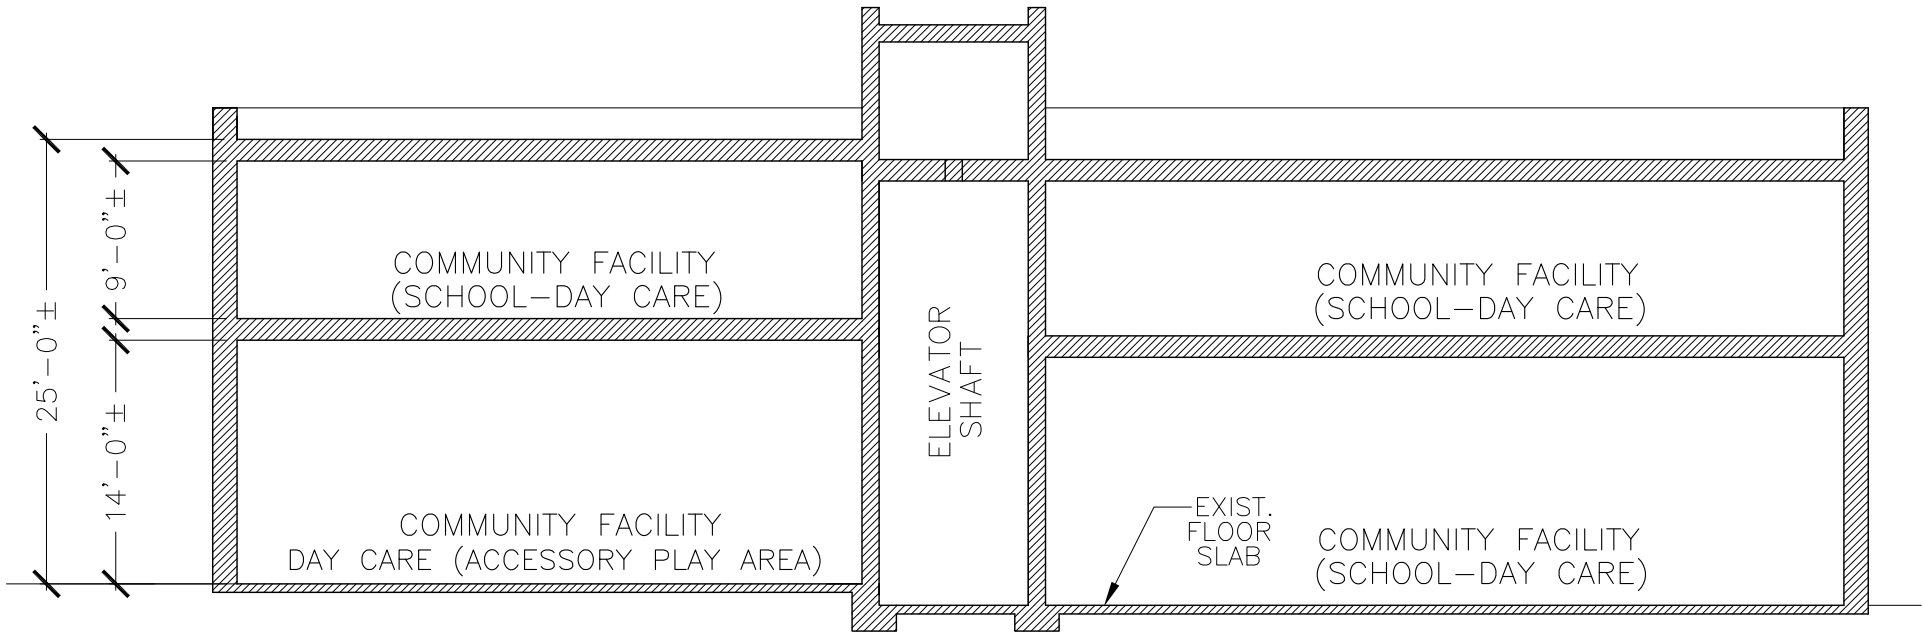 25'-0"±
9'-0"±
14'-0"±
COMMUNITY FACILITY
(SCHOOL-DAY CARE)
COMMUNITY FACILITY
DAY CARE (ACCESSORY PLAY AREA)
ELEVATOR
SHAFT
COMMUNITY FACILITY
(SCHOOL-DAY CARE)
EXIST.
FLOOR
SLAB
COMMUNITY FACILITY
(SCHOOL-DAY CARE)